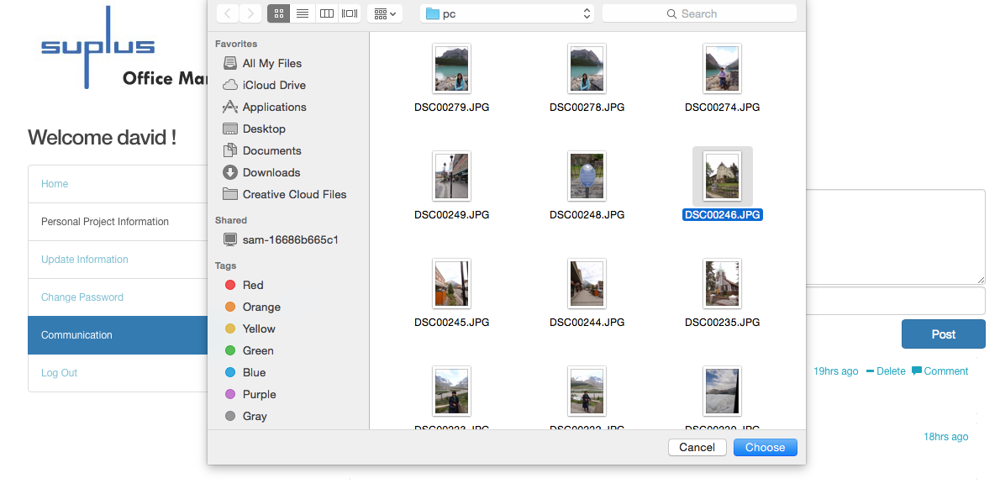 pc
Search
suplus
Office Mar
Welcome david !
Home
Personal Project Information
Update Information
Change Password
Communication
Log Out
Favorites
All My Files
iCloud Drive
Applications
Desktop
Documents
Downloads
Creative Cloud Files
Shared
sam-16686b665c1
Tags
Red
Orange
Yellow
Green
Blue
Purple
Gray
DSC00279.JPG
DSC00278.JPG
DSC00274.JPG
DSC00249.JPG
DSC00248.JPG
DSC00246.JPG
DSC00245.JPG
DSC00244.JPG
DSC00235.JPG
Cancel
Choose
Post
19hrs ago
Delete
Comment
18hrs ago